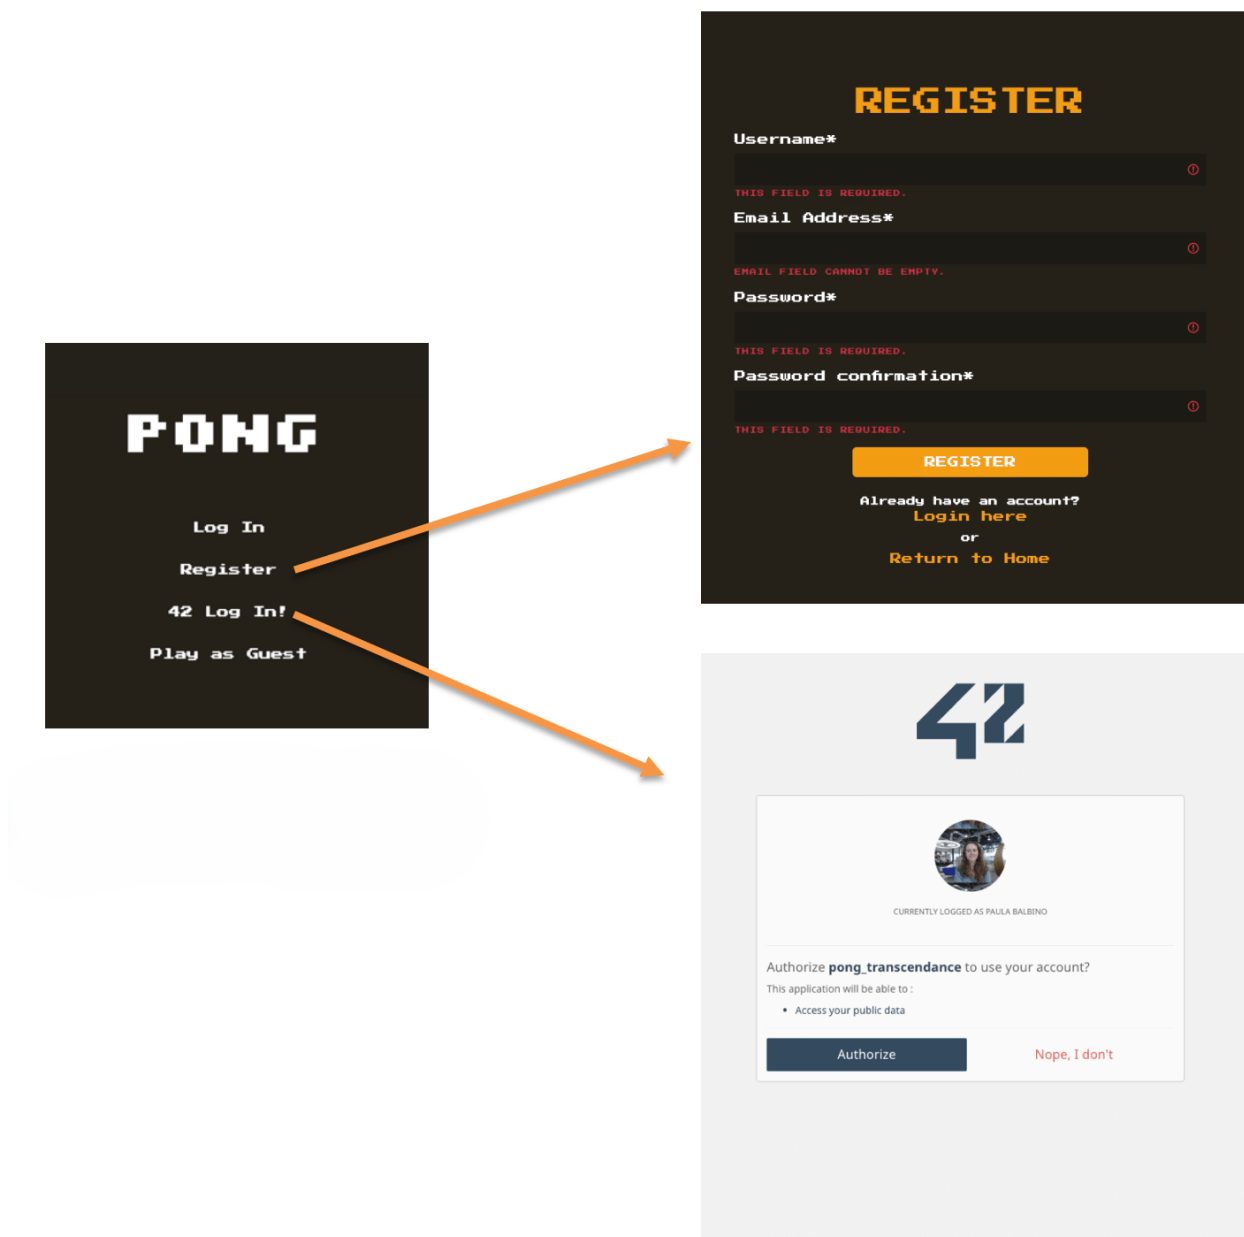 PONG
Log In
Register
42 Log In!
Play as Guest
REGISTER
Username*
THIS FIELD IS REQUIRED.
Email Address*
EMAIL FIELD CANNOT BE EMPTY.
Password*
THIS FIELD IS REQUIRED.
Password confirmation*
THIS FIELD IS REQUIRED.
REGISTER
Already have an account?
Login here
or
Return to Home
42
CURRENTLY LOGGED AS PAULA BALBINO
Authorize pong_transcendance to use your account?
This application will be able to :
• Access your public data
Authorize
Nope, I don't